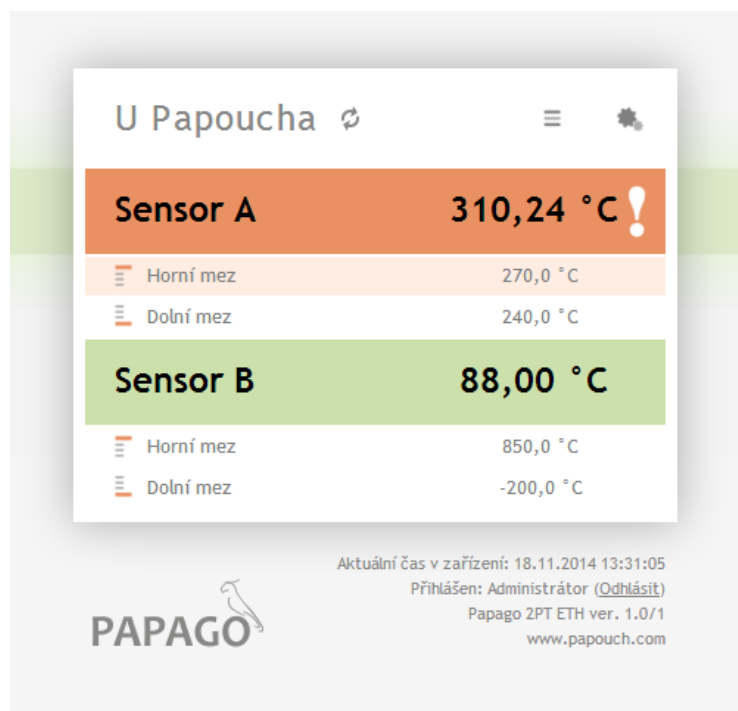 U Papoucha
Sensor A 310,24 °C !
Horní mez 270,0 °C
Dolní mez 240,0 °C
Sensor B 88,00 °C
Horní mez 850,0 °C
Dolní mez -200,0 °C
Aktuální čas v zařízení: 18.11.2014 13:31:05
Přihlášen: Administrátor (Odhlásit)
Papago 2PT ETH ver. 1.0/1
www.papouch.com
PAPAGO